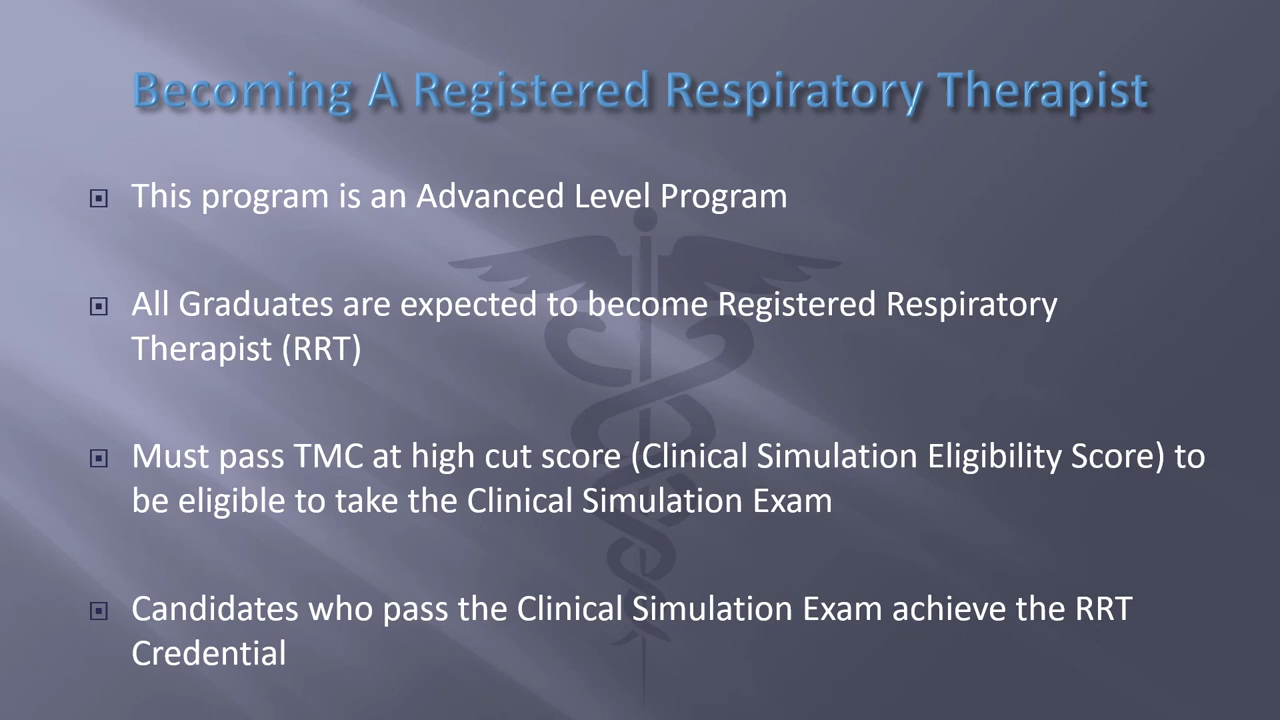 Becoming A Registered Respiratory Therapist
This program is an Advanced Level Program
All Graduates are expected to become Registered Respiratory
Therapist (RRT)
Must pass TMC at high cut score (Clinical Simulation Eligibility Score) to
be eligible to take the Clinical Simulation Exam
Candidates who pass the Clinical Simulation Exam achieve the RRT
Credential